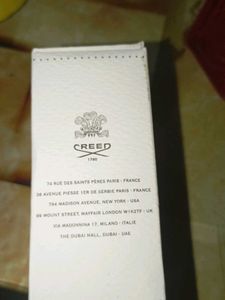 CREED
1760
74 RUE DES SAINTS PÈRES PARIS - FRANCE
38 AVENUE PIERRE 1ER DE SERBIE PARIS - FRANCE
794 MADISON AVENUE, NEW YORK - USA
99 MOUNT STREET, MAYFAIR LONDON W1K2TF - UK
VIA MADONNINA 17, MILANO - ITALIE
THE DUBAI MALL, DUBAI - UAE